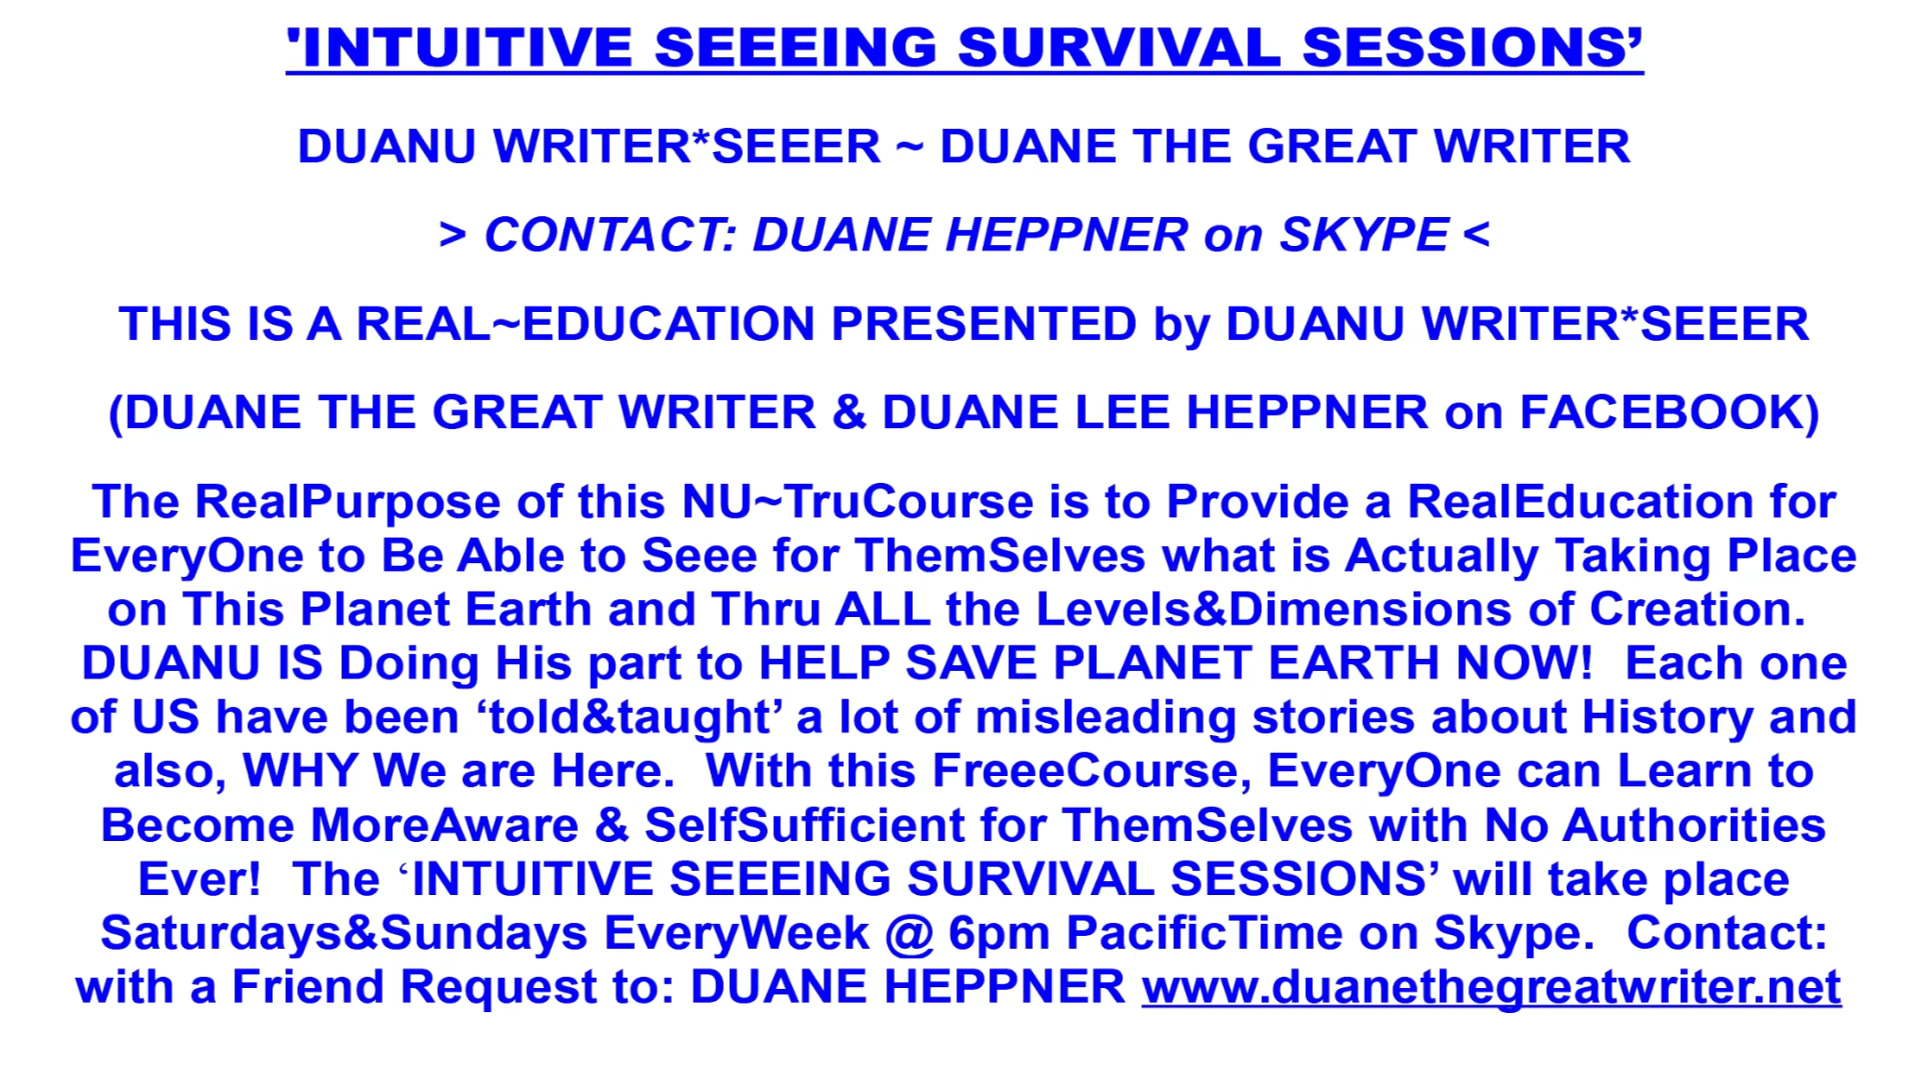 'INTUITIVE SEEEING SURVIVAL SESSIONS’
DUANU WRITER*SEEER ~ DUANE THE GREAT WRITER
> CONTACT: DUANE HEPPNER on SKYPE <
THIS IS A REAL~EDUCATION PRESENTED by DUANU WRITER*SEEER
(DUANE THE GREAT WRITER & DUANE LEE HEPPNER on FACEBOOK)
The RealPurpose of this NU~TruCourse is to Provide a RealEducation for
EveryOne to Be Able to Seee for ThemSelves what is Actually Taking Place
on This Planet Earth and Thru ALL the Levels&Dimensions of Creation.
DUANU IS Doing His part to HELP SAVE PLANET EARTH NOW!  Each one
of US have been ‘told&taught’ a lot of misleading stories about History and
also, WHY We are Here.  With this FreeeCourse, EveryOne can Learn to
Become MoreAware & SelfSufficient for ThemSelves with No Authorities
Ever!  The ‘INTUITIVE SEEEING SURVIVAL SESSIONS’ will take place
Saturdays&Sundays EveryWeek @ 6pm PacificTime on Skype.  Contact:
with a Friend Request to: DUANE HEPPNER www.duanethegreatwriter.net